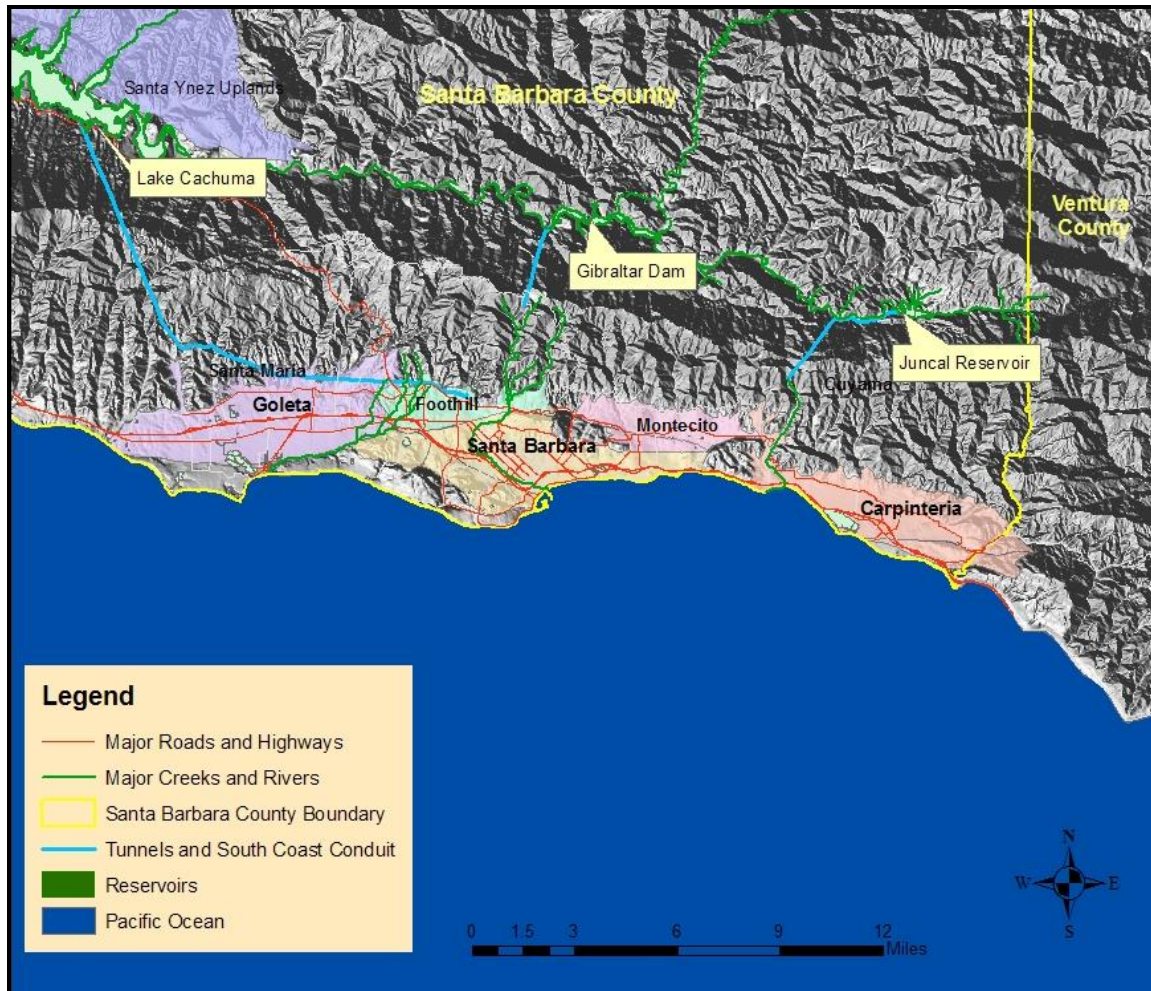 Santa Ynez Uplands
Santa Barbara County
Lake Cachuma
Ventura
County
Gibraltar Dam
Juncal Reservoir
Santa Maria
Cuyama
Goleta
Foothill
Montecito
Santa Barbara
Carpinteria
Legend
Major Roads and Highways
Major Creeks and Rivers
Santa Barbara County Boundary
Tunnels and South Coast Conduit
Reservoirs
Pacific Ocean
N
W E
S
0 1.5 3 6 9 12
Miles